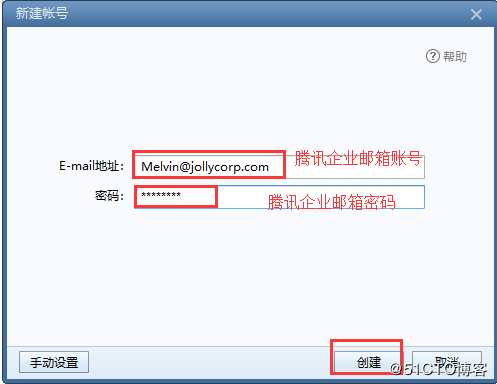 新建帐号
帮助
E-mail地址： Melvin@jollycorp.com 腾讯企业邮箱账号
密码： ******** 腾讯企业邮箱密码
手动设置 创建 取消
@51CTO博客